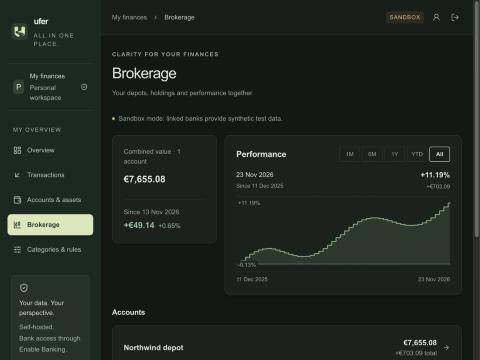 ufer
ALL IN ONE
PLACE.
P
My finances
Personal
workspace
MY OVERVIEW
Overview
Transactions
Accounts & assets
Brokerage
Categories & rules
Your data. Your
perspective.
Self-hosted.
Bank access through
Enable Banking.
My finances › Brokerage
SANDBOX
CLARITY FOR YOUR FINANCES
Brokerage
Your depots, holdings and performance together.
Sandbox mode: linked banks provide synthetic test data.
Combined value · 1
account
€7,655.08
Since 13 Nov 2026
+€49.14 +0.65%
Performance
1M 6M 1Y YTD All
23 Nov 2026 +11.19%
Since 11 Dec 2025 +€703.09
+11.19%
-0.13%
11 Dec 2025 23 Nov 2026
Accounts
Northwind depot
€7,655.08
+€703.09 total